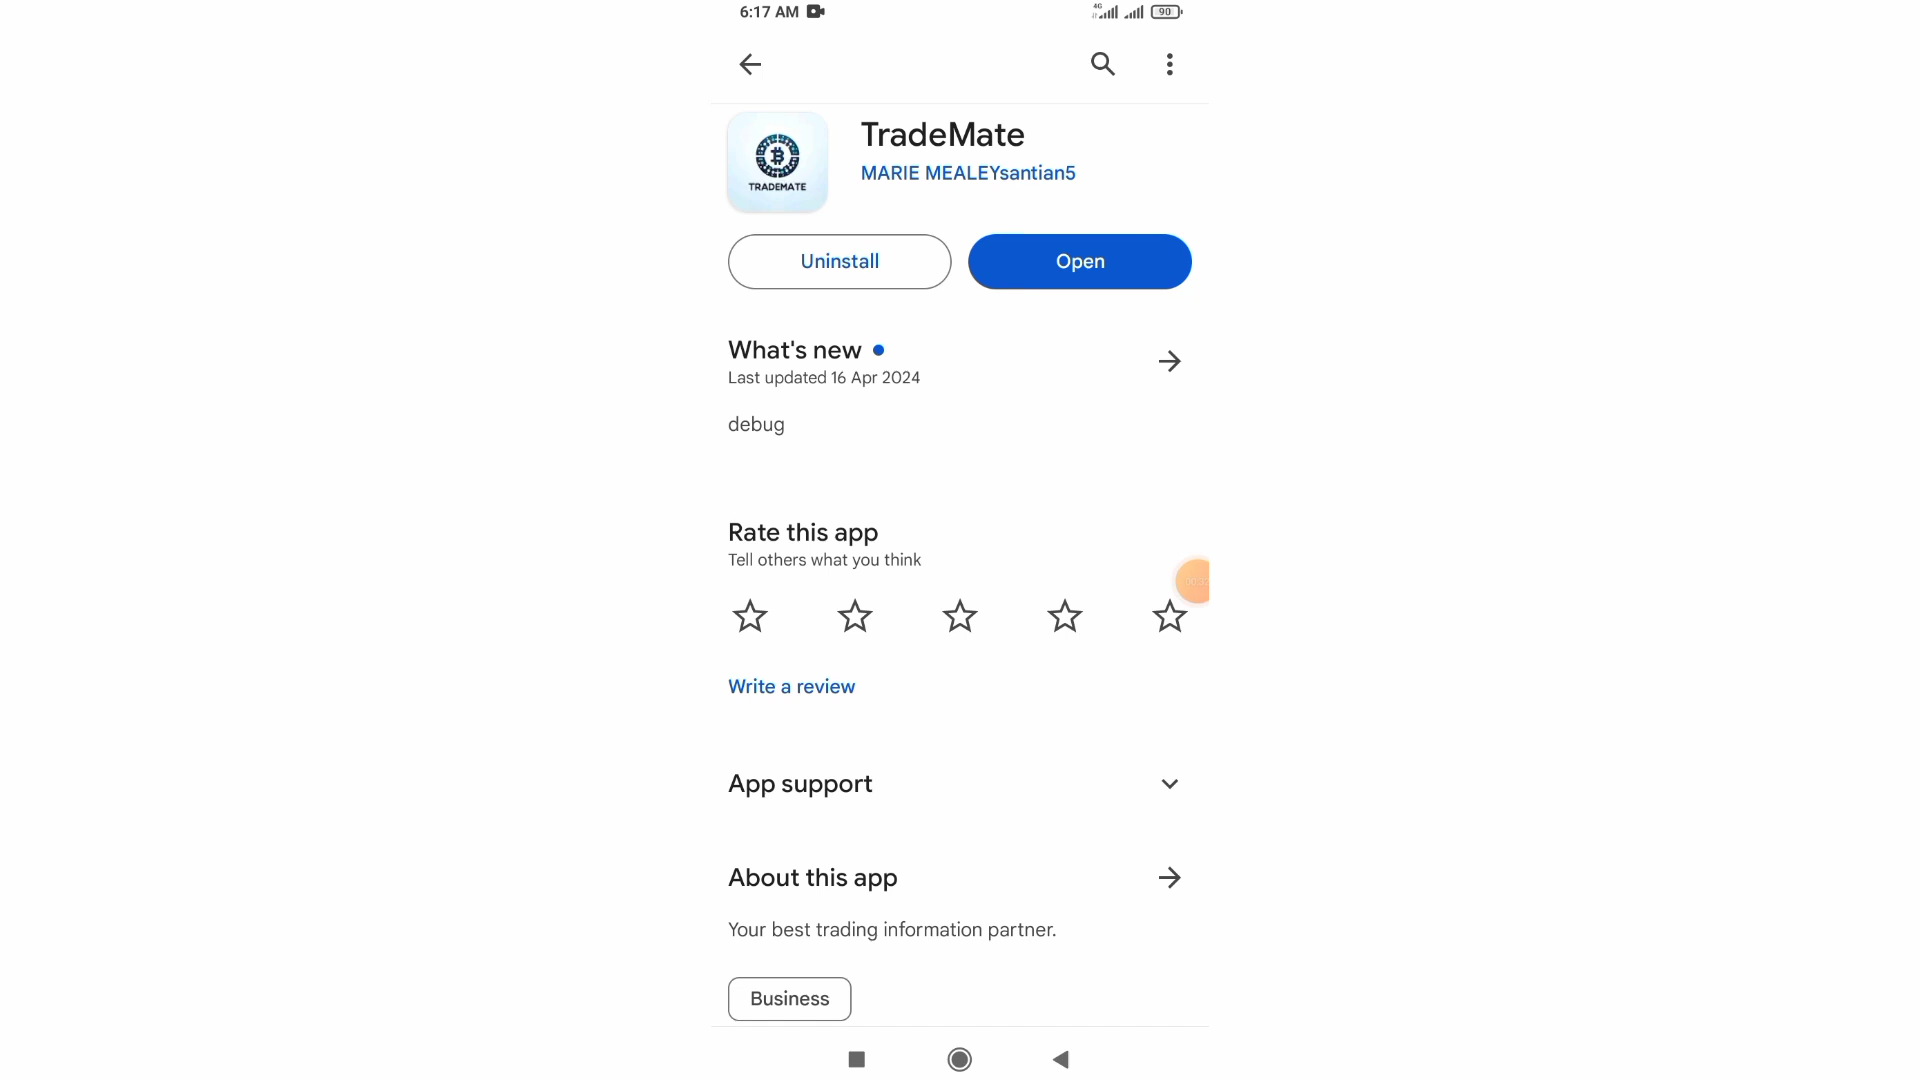 6:17 AM
4G
90
TradeMate
MARIE MEALEYsantian5
TRADEMATE
Uninstall
Open
What's new
Last updated 16 Apr 2024
debug
Rate this app
Tell others what you think
Write a review
App support
About this app
Your best trading information partner.
Business